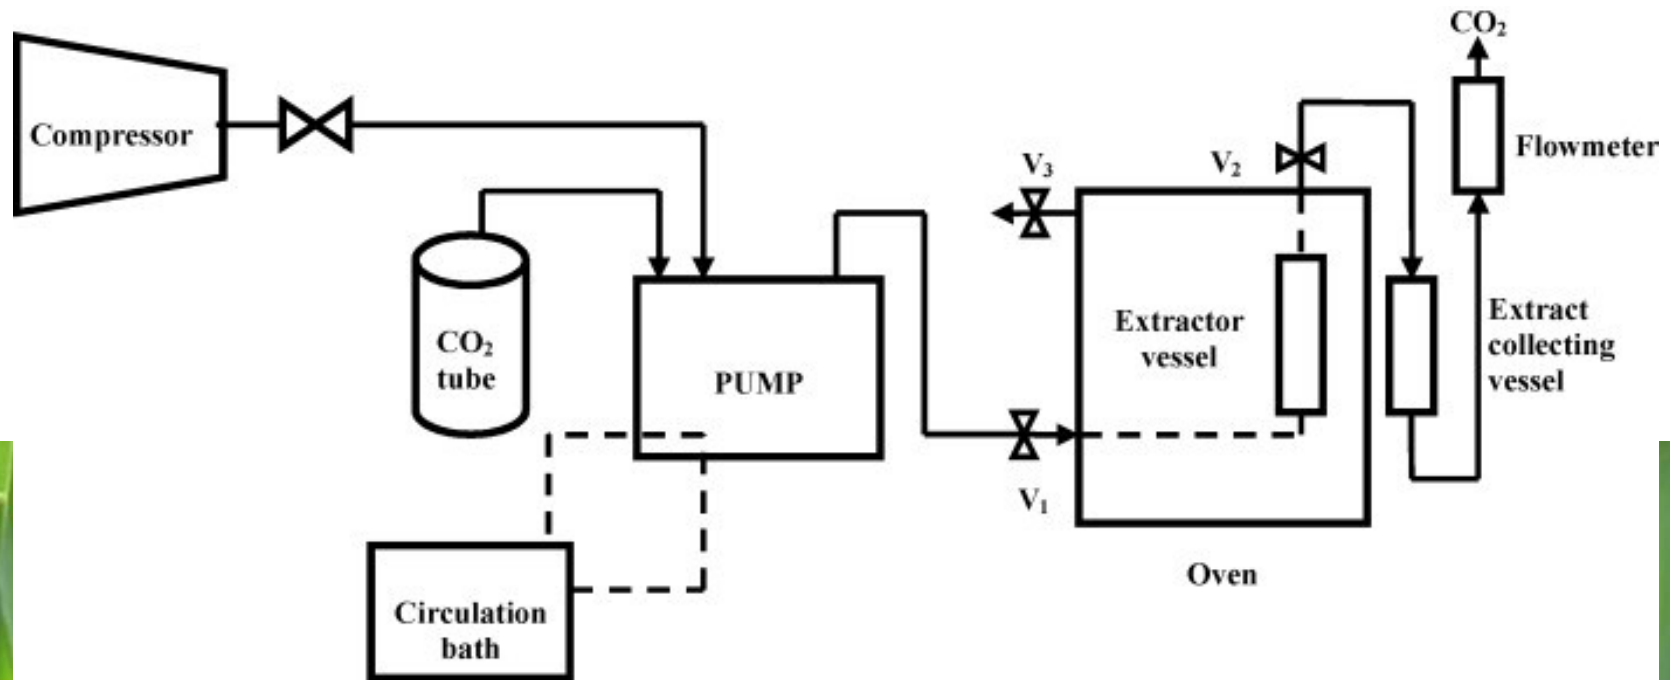 CO₂
Compressor
Flowmeter
V₃
V₂
CO₂
tube
PUMP
Extractor
vessel
Extract
collecting
vessel
V₁
Oven
Circulation
bath